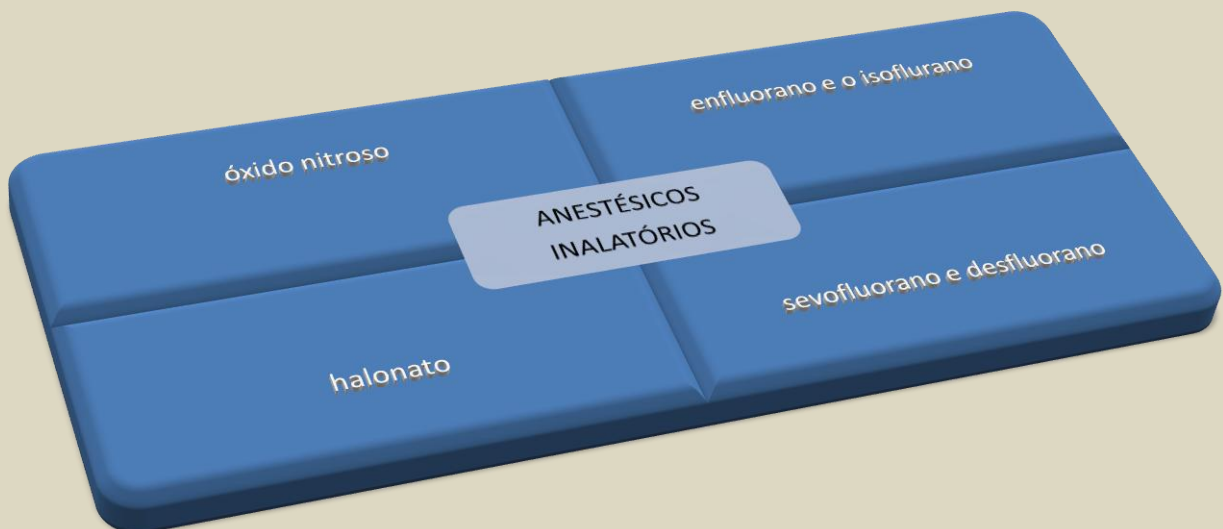 óxido nitroso
enfluorano e o isoflurano
ANESTÉSICOS
INALATÓRIOS
halonato
sevofluorano e desfluorano